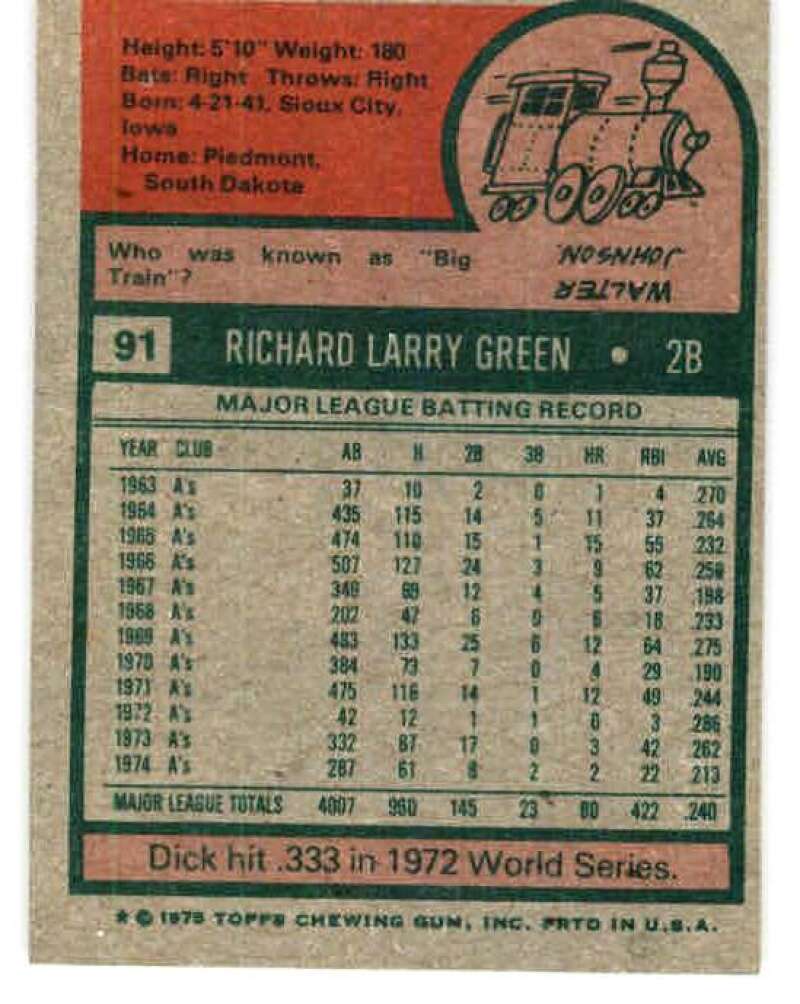 Height: 5'10" Weight: 180
Bats: Right Throws: Right
Born: 4-21-41, Sioux City,
Iowa
Home: Piedmont,
South Dakota
Who was known as "Big
Train"?
WALTER
JOHNSON.
91 RICHARD LARRY GREEN • 2B
MAJOR LEAGUE BATTING RECORD
YEAR CLUB AB H 2B 3B HR RBI AVG
1963 A's 37 10 2 0 1 4 .270
1964 A's 435 115 14 5 11 37 .264
1965 A's 474 110 15 1 15 55 .232
1966 A's 507 127 24 3 9 62 .250
1967 A's 349 69 12 4 5 37 .198
1968 A's 202 47 6 0 6 18 .233
1969 A's 483 133 25 6 12 64 .275
1970 A's 384 73 7 0 4 29 .190
1971 A's 475 116 14 1 12 49 .244
1972 A's 42 12 1 1 0 3 .286
1973 A's 332 87 17 0 3 42 .262
1974 A's 287 61 8 2 2 22 .213
MAJOR LEAGUE TOTALS 4007 960 145 23 80 422 .240
Dick hit .333 in 1972 World Series.
* © 1975 TOPPS CHEWING GUM, INC. PRTD IN U.S.A.